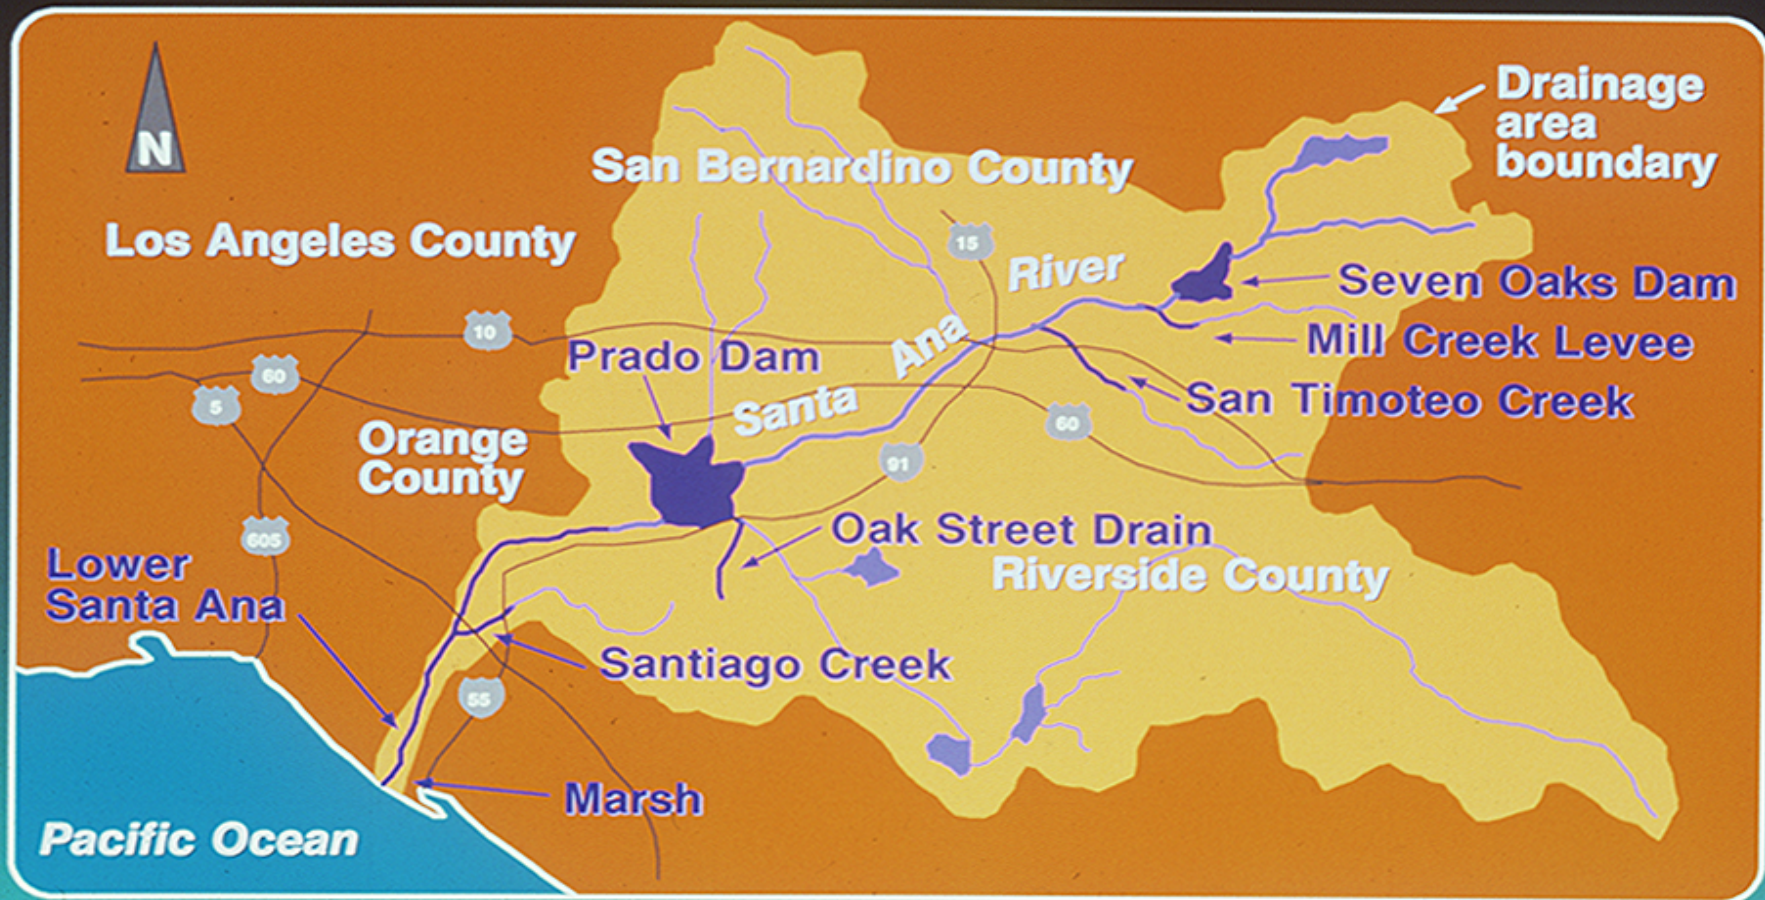 N
Drainage
area
boundary
San Bernardino County
Los Angeles County
15
River
Seven Oaks Dam
10
Ana
Mill Creek Levee
Prado Dam
60
5
Santa
San Timoteo Creek
60
Orange
County
91
605
Oak Street Drain
Lower
Santa Ana
Riverside County
Santiago Creek
55
Marsh
Pacific Ocean